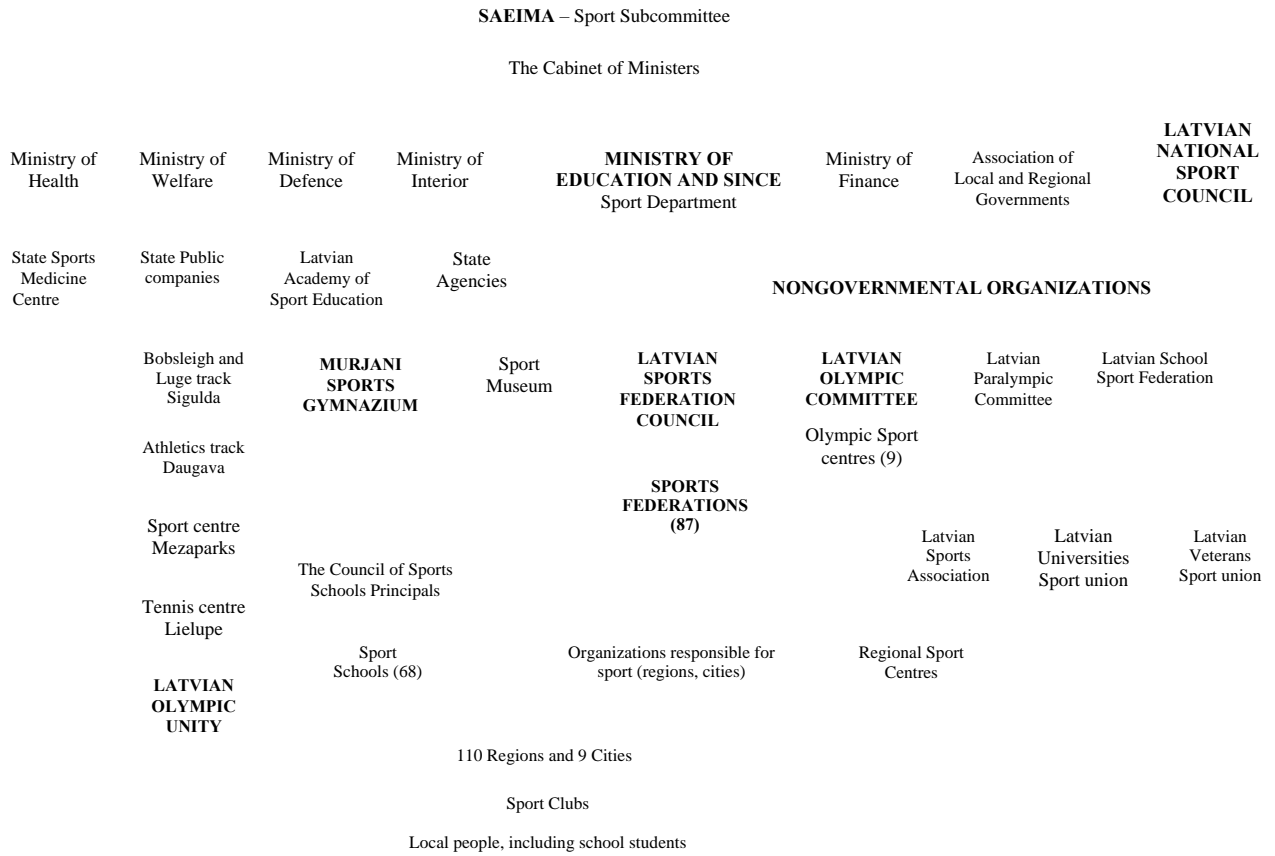 SAEIMA – Sport Subcommittee
The Cabinet of Ministers
Ministry of
Health
Ministry of
Welfare
Ministry of
Defence
Ministry of
Interior
MINISTRY OF
EDUCATION AND SINCE
Sport Department
Ministry of
Finance
Association of
Local and Regional
Governments
LATVIAN
NATIONAL
SPORT
COUNCIL
State Sports
Medicine
Centre
State Public
companies
Latvian
Academy of
Sport Education
State
Agencies
NONGOVERNMENTAL ORGANIZATIONS
Bobsleigh and
Luge track
Sigulda
MURJANI
SPORTS
GYMNAZIUM
Sport
Museum
LATVIAN
SPORTS
FEDERATION
COUNCIL
LATVIAN
OLYMPIC
COMMITTEE
Olympic Sport
centres (9)
Latvian
Paralympic
Committee
Latvian School
Sport Federation
Athletics track
Daugava
SPORTS
FEDERATIONS
(87)
Sport centre
Mezaparks
Latvian
Sports
Association
Latvian
Universities
Sport union
Latvian
Veterans
Sport union
The Council of Sports
Schools Principals
Tennis centre
Lielupe
Sport
Schools (68)
Organizations responsible for
sport (regions, cities)
Regional Sport
Centres
LATVIAN
OLYMPIC
UNITY
110 Regions and 9 Cities
Sport Clubs
Local people, including school students